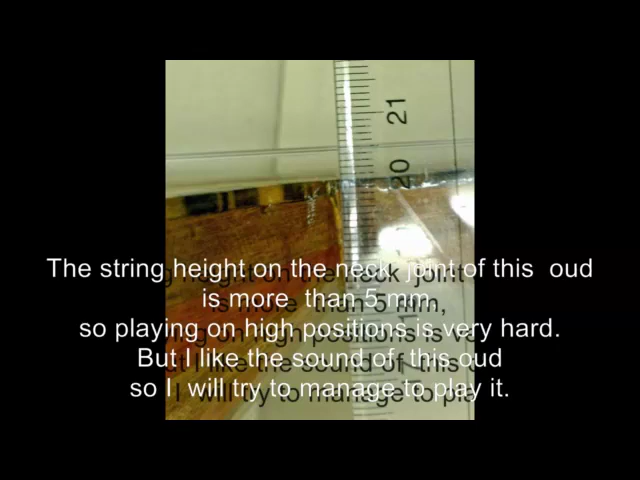 21
20
The string height on the neck joint of this oud
is more than 5 mm,
so playing on high positions is very hard.
But I like the sound of this oud
so I will try to manage to play it.